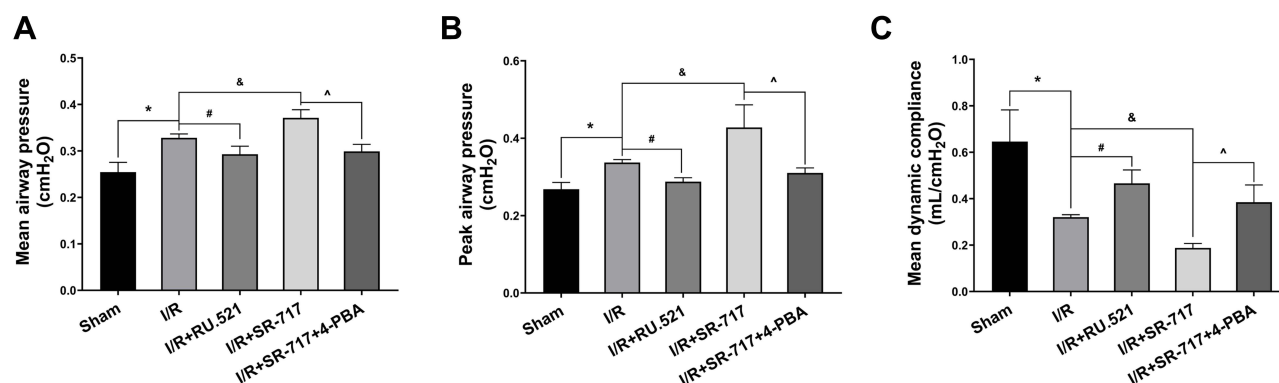 A
Mean airway pressure
(cmH2O)
0.5
0.4
0.3
0.2
0.1
0.0
*
#
&
^
Sham
I/R
I/R+RU.521
I/R+SR-717
I/R+SR-717+4-PBA
B
Peak airway pressure
(cmH2O)
0.6
0.4
0.2
0.0
*
#
&
^
Sham
I/R
I/R+RU.521
I/R+SR-717
I/R+SR-717+4-PBA
C
Mean dynamic compliance
(mL/cmH2O)
1.0
0.8
0.6
0.4
0.2
0.0
*
&
#
^
Sham
I/R
I/R+RU.521
I/R+SR-717
I/R+SR-717+4-PBA